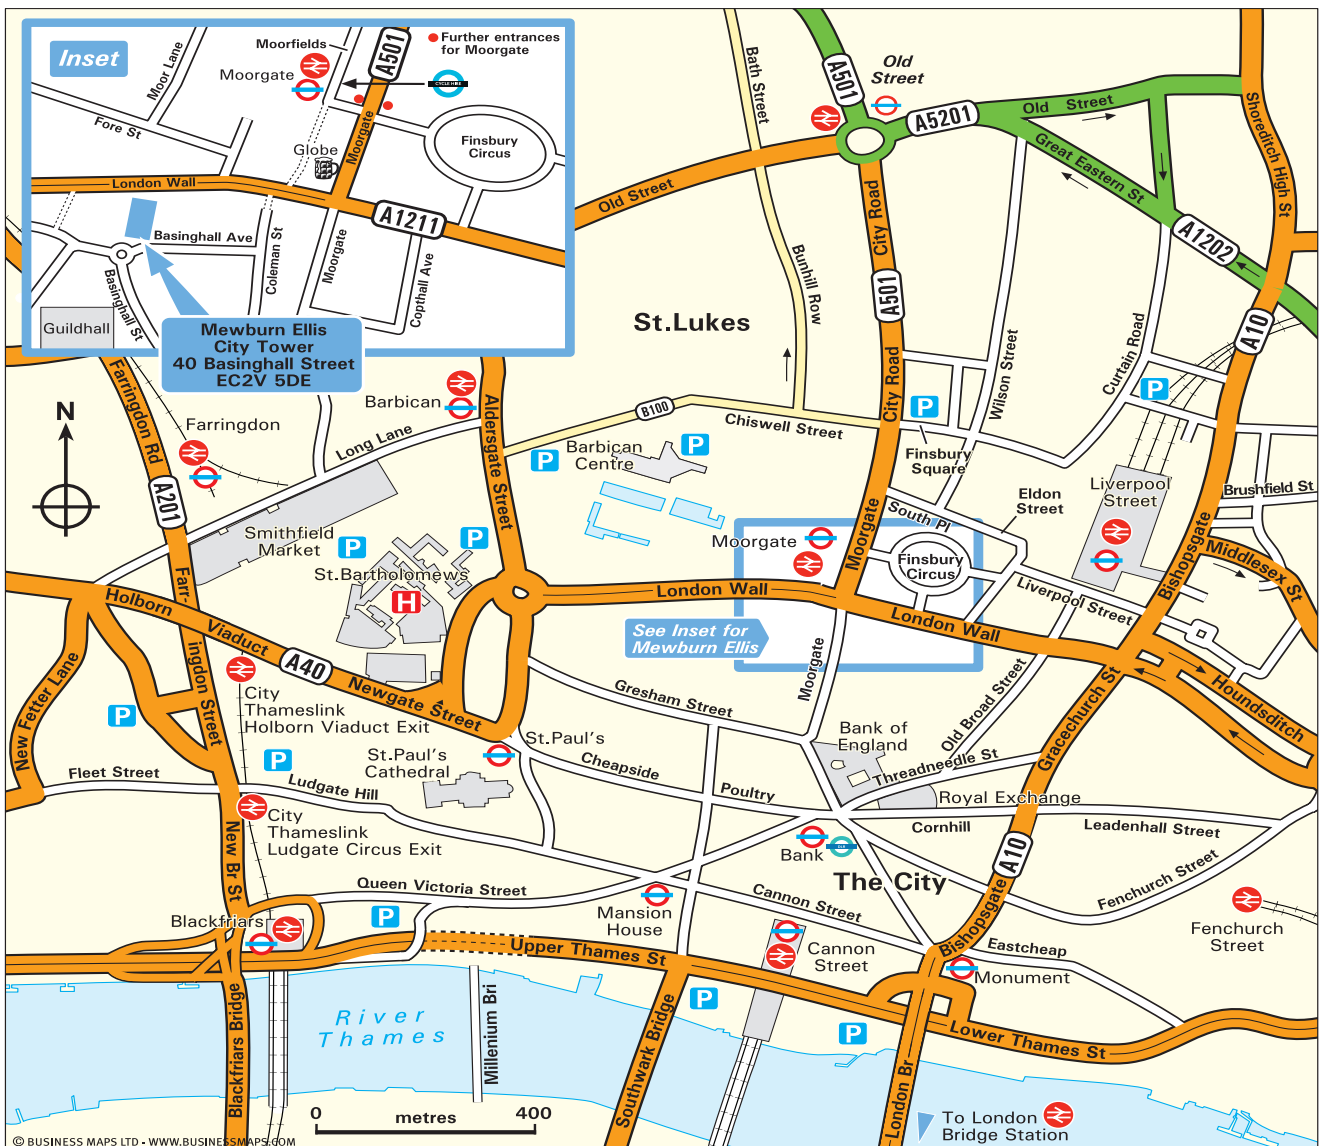 Inset
Moorfields
Moorgate
A501
Further entrances
for Moorgate
CYCLE HIRE
Moor Lane
Fore St
Globe
Moorgate
Finsbury
Circus
London Wall
A1211
Basinghall Ave
Coleman St
Moorgate
Copthall Ave
Basinghall St
Guildhall
Mewburn Ellis
City Tower
40 Basinghall Street
EC2V 5DE
Bath Street
A501
Old
Street
A5201
Old Street
Great Eastern St
Shoreditch High St
A1202
Old Street
City Road
A501
City Road
Bunhill Row
St.Lukes
Wilson Street
Curtain Road
A10
P
P
B100
Chiswell Street
Finsbury
Square
N
Farringdon Rd
A201
Farringdon
Barbican
Long Lane
Aldersgate Street
P
Barbican
Centre
P
Smithfield
Market
P
P
St.Bartholomews
H
Moorgate
Moorgate
South Pl
Eldon
Street
Finsbury
Circus
Liverpool
Street
Brushfield St
Middlesex St
Bishopsgate
Liverpool Street
London Wall
London Wall
See Inset for
Mewburn Ellis
Moorgate
Holborn
Viaduct
A40
Newgate Street
Farr-
ingdon Street
New Fetter Lane
P
City
Thameslink
Holborn Viaduct Exit
P
Gresham Street
Old Broad Street
Gracechurch St
Houndsditch
Bank of
England
Threadneedle St
Royal Exchange
St.Paul's
St.Paul's
Cathedral
Cheapside
Poultry
Fleet Street
Ludgate Hill
City
Thameslink
Ludgate Circus Exit
New Br St
Cornhill
Leadenhall Street
A10
Bank
DLR
The City
Fenchurch Street
Fenchurch
Street
Queen Victoria Street
P
Mansion
House
Cannon Street
Cannon
Street
Bishopsgate
Eastcheap
Monument
Blackfriars
Upper Thames St
Lower Thames St
P
P
River
Thames
Blackfriars Bridge
Millenium Bri
Southwark Bridge
London Br
0 metres 400
To London
Bridge Station
© BUSINESS MAPS LTD - WWW.BUSINESSMAPS.COM